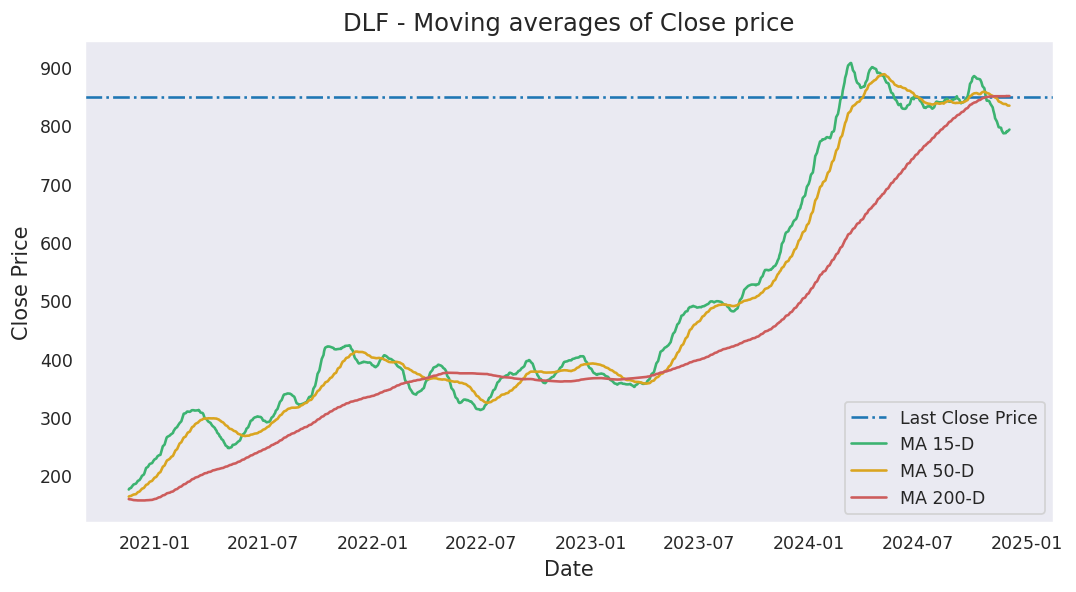 DLF - Moving averages of Close price
900
800
700
600
500
400
300
200
Close Price
Last Close Price
MA 15-D
MA 50-D
MA 200-D
2021-01 2021-07 2022-01 2022-07 2023-01 2023-07 2024-01 2024-07 2025-01
Date